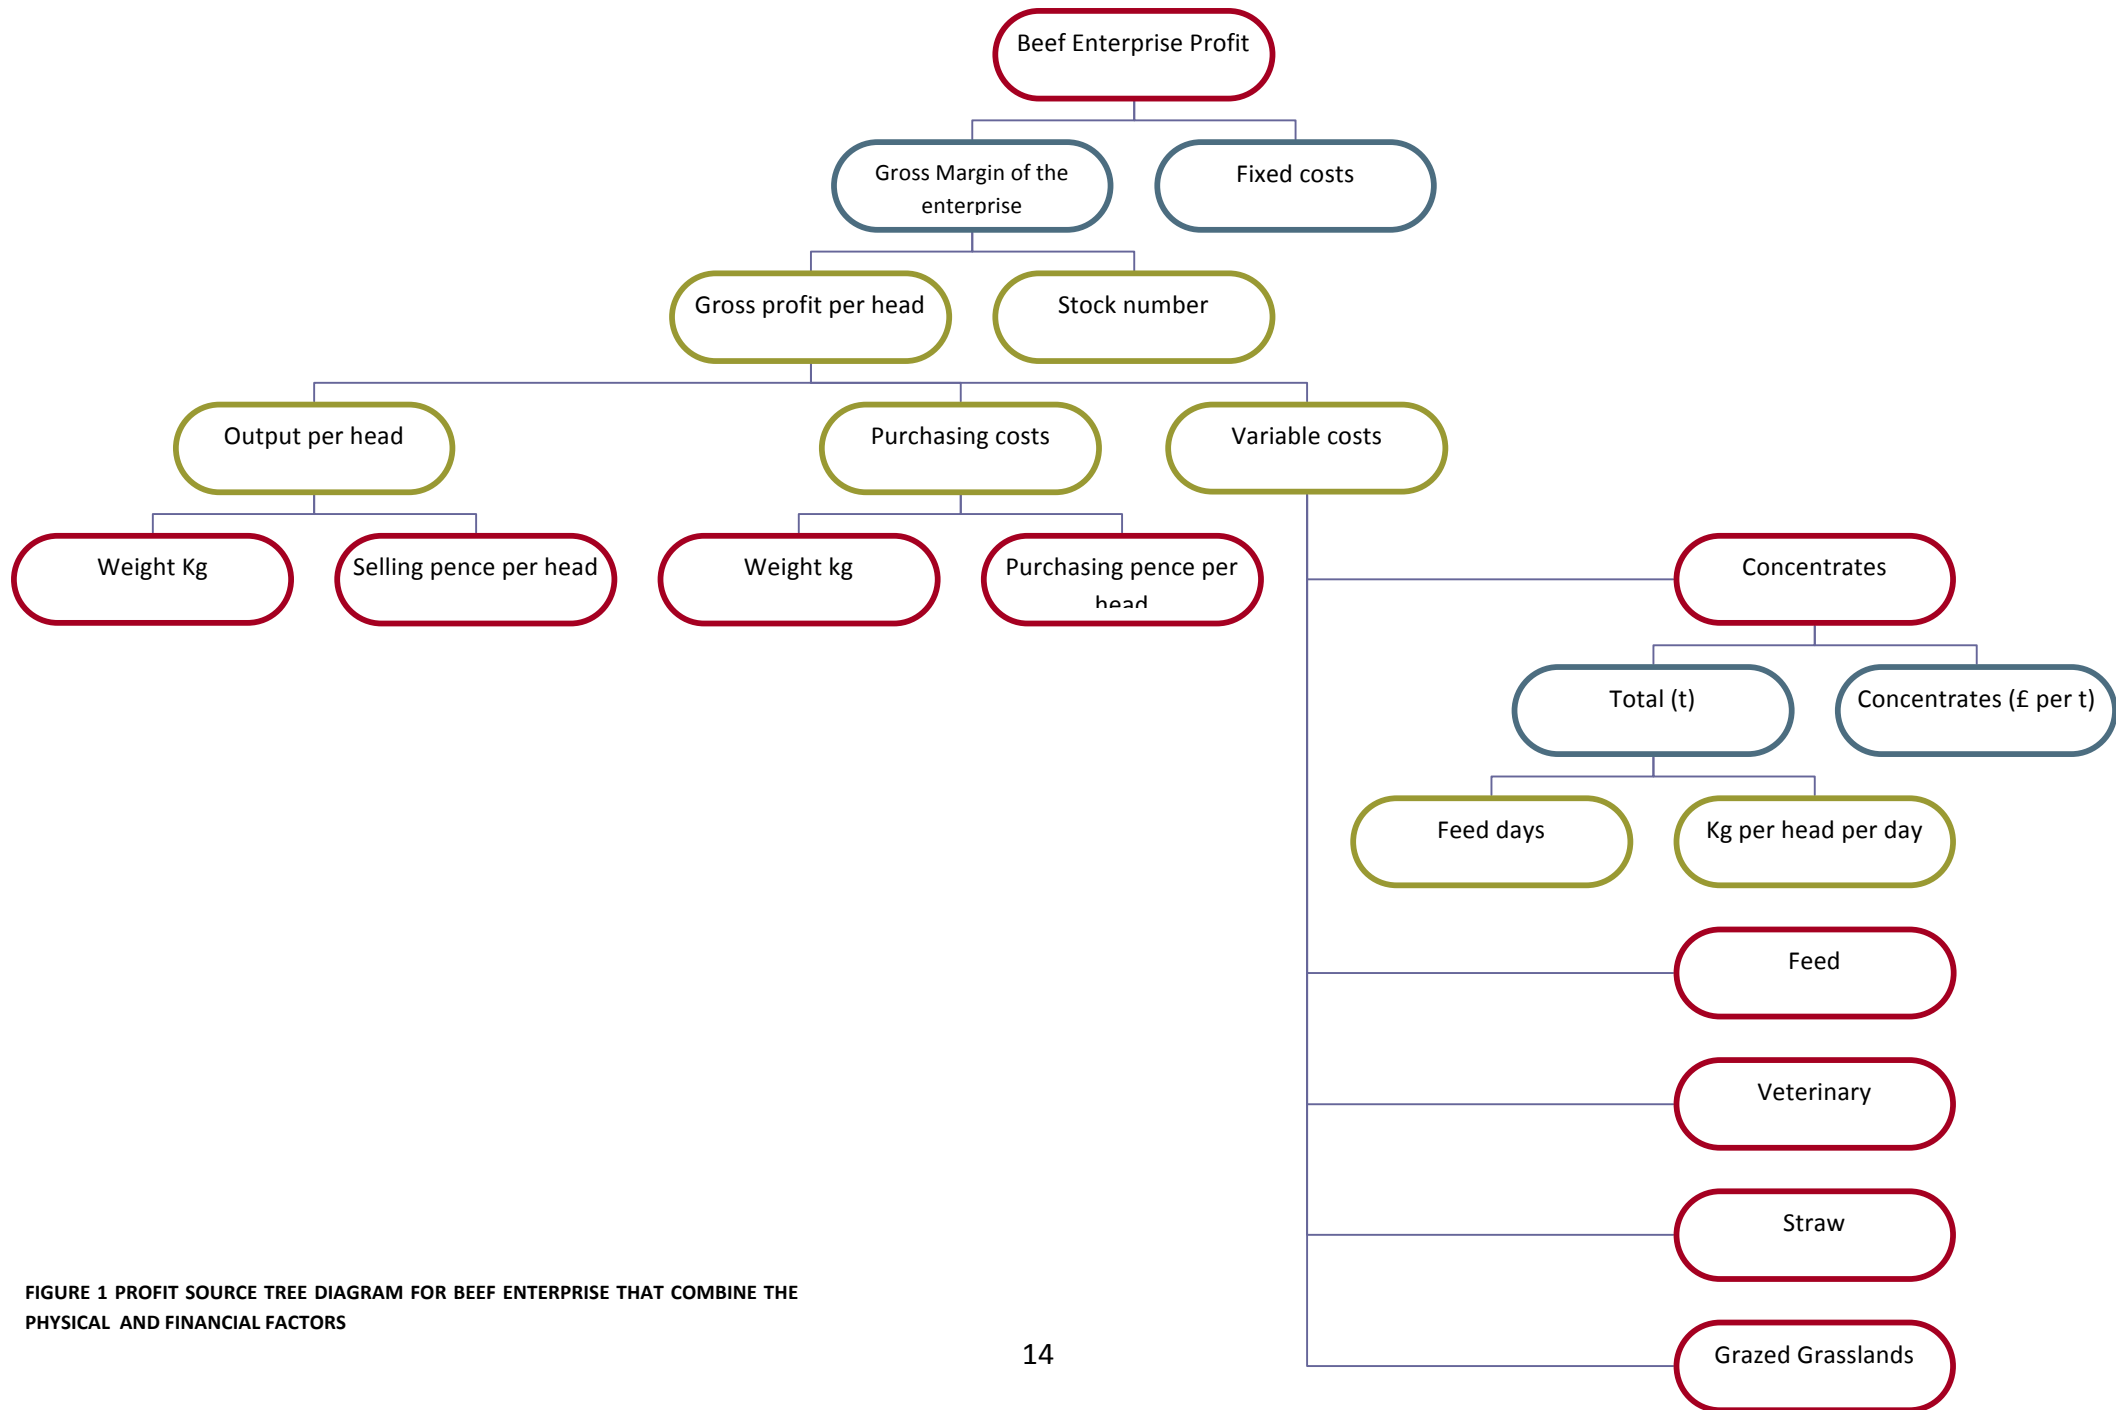 Beef Enterprise Profit
Gross Margin of the
enterprise
Fixed costs
Gross profit per head
Stock number
Output per head
Purchasing costs
Variable costs
Weight Kg
Selling pence per head
Weight kg
Purchasing pence per
head
Concentrates
Total (t)
Concentrates (£ per t)
Feed days
Kg per head per day
Feed
Veterinary
Straw
Grazed Grasslands
FIGURE 1 PROFIT SOURCE TREE DIAGRAM FOR BEEF ENTERPRISE THAT COMBINE THE
PHYSICAL AND FINANCIAL FACTORS
14